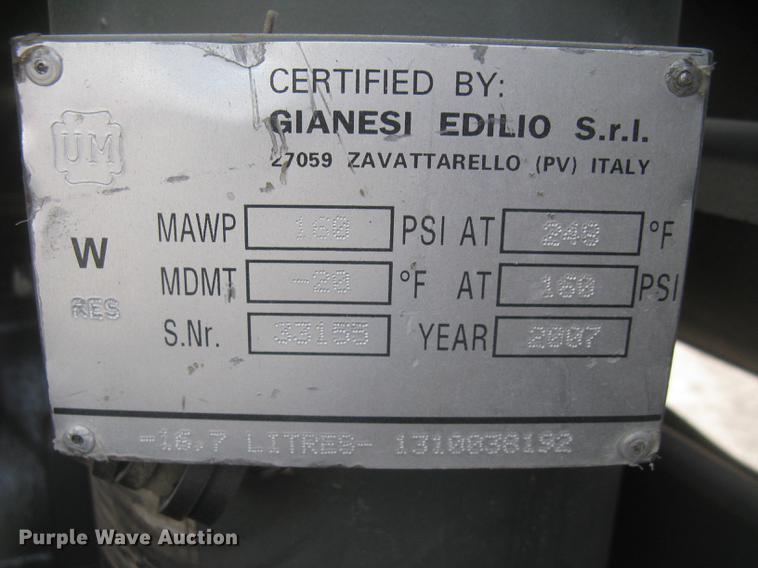 CERTIFIED BY:
GIANESI EDILIO S.r.l.
27059 ZAVATTARELLO (PV) ITALY
UM
W
RES
MAWP 160 PSI AT 248 °F
MDMT -20 °F AT 160 PSI
S.Nr. 33155 YEAR 2007
-16.7 LITRES- 1310038192
Purple Wave Auction